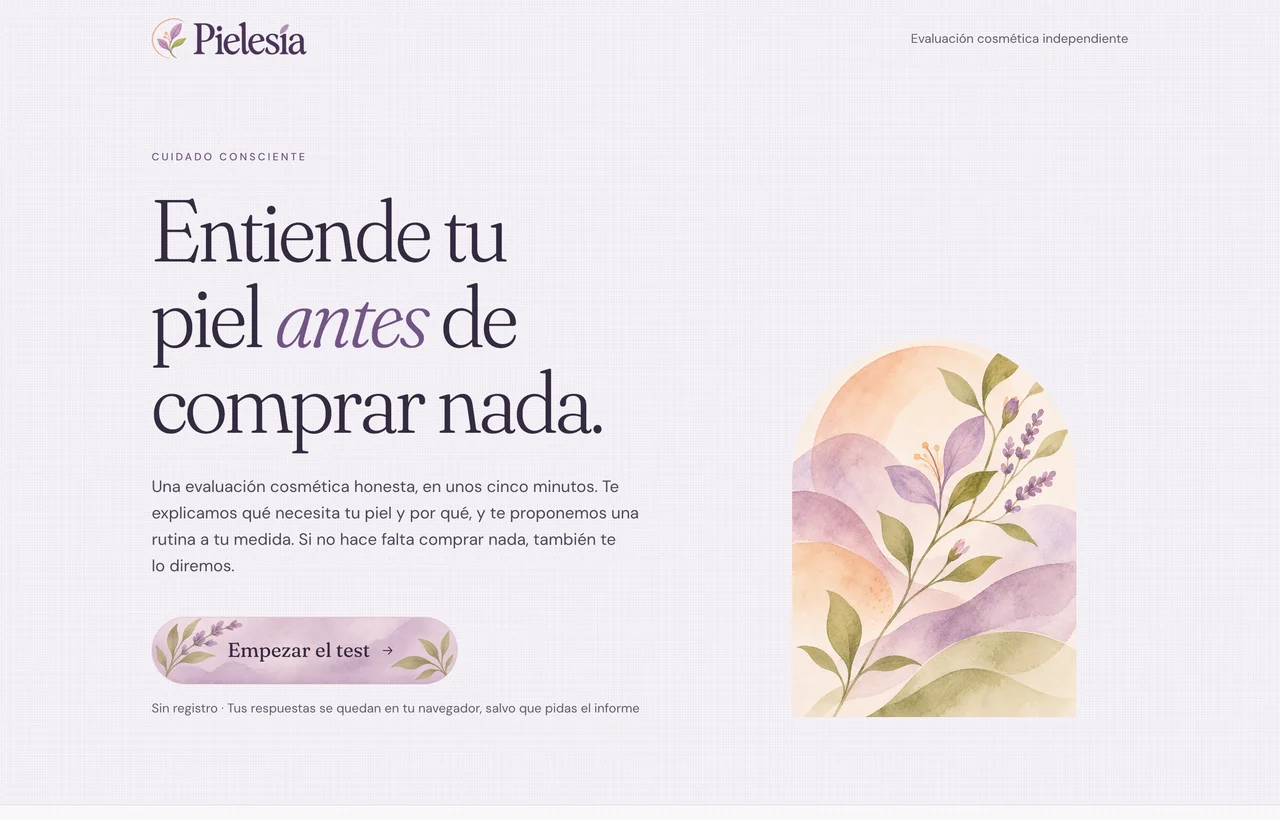 Pielesía
Evaluación cosmética independiente
CUIDADO CONSCIENTE
Entiende tu
piel antes de
comprar nada.
Una evaluación cosmética honesta, en unos cinco minutos. Te
explicamos qué necesita tu piel y por qué, y te proponemos una
rutina a tu medida. Si no hace falta comprar nada, también te
lo diremos.
Empezar el test →
Sin registro · Tus respuestas se quedan en tu navegador, salvo que pidas el informe